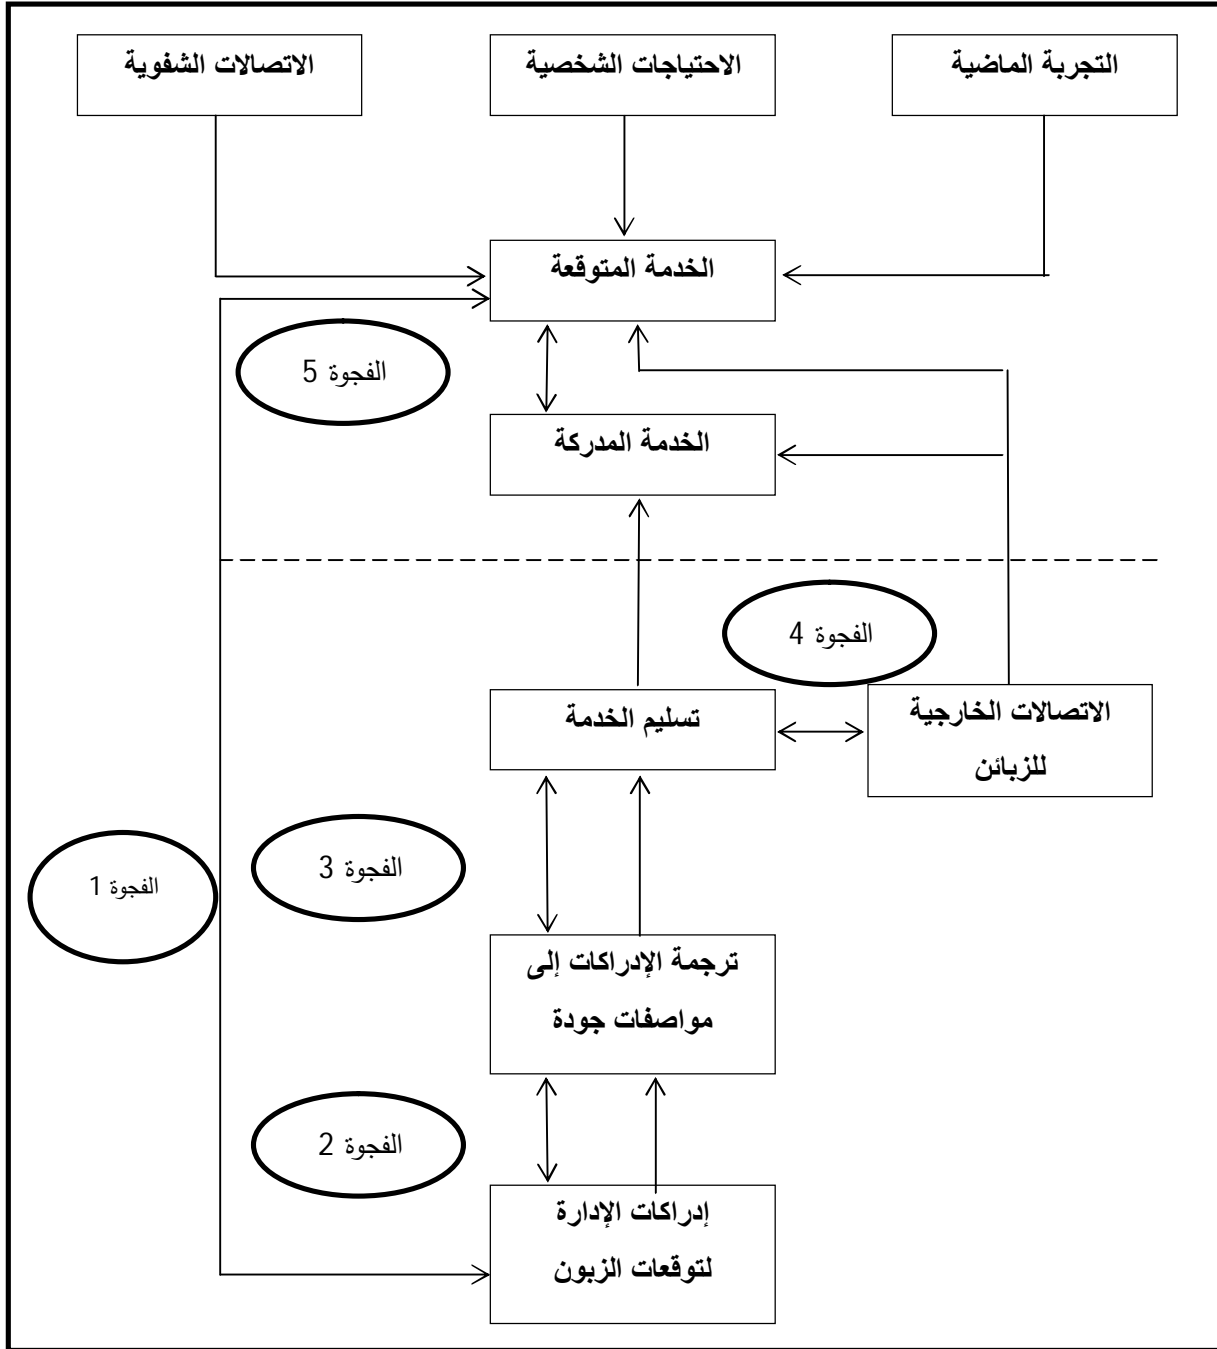 التجربة الماضية
الاحتياجات الشخصية
الاتصالات الشفوية
الخدمة المتوقعة
الفجوة 5
الخدمة المدركة
الفجوة 4
الاتصالات الخارجية
للزبائن
تسليم الخدمة
الفجوة 3
الفجوة 1
ترجمة الإدراكات إلى
مواصفات جودة
الفجوة 2
إدراكات الإدارة
لتوقعات الزبون